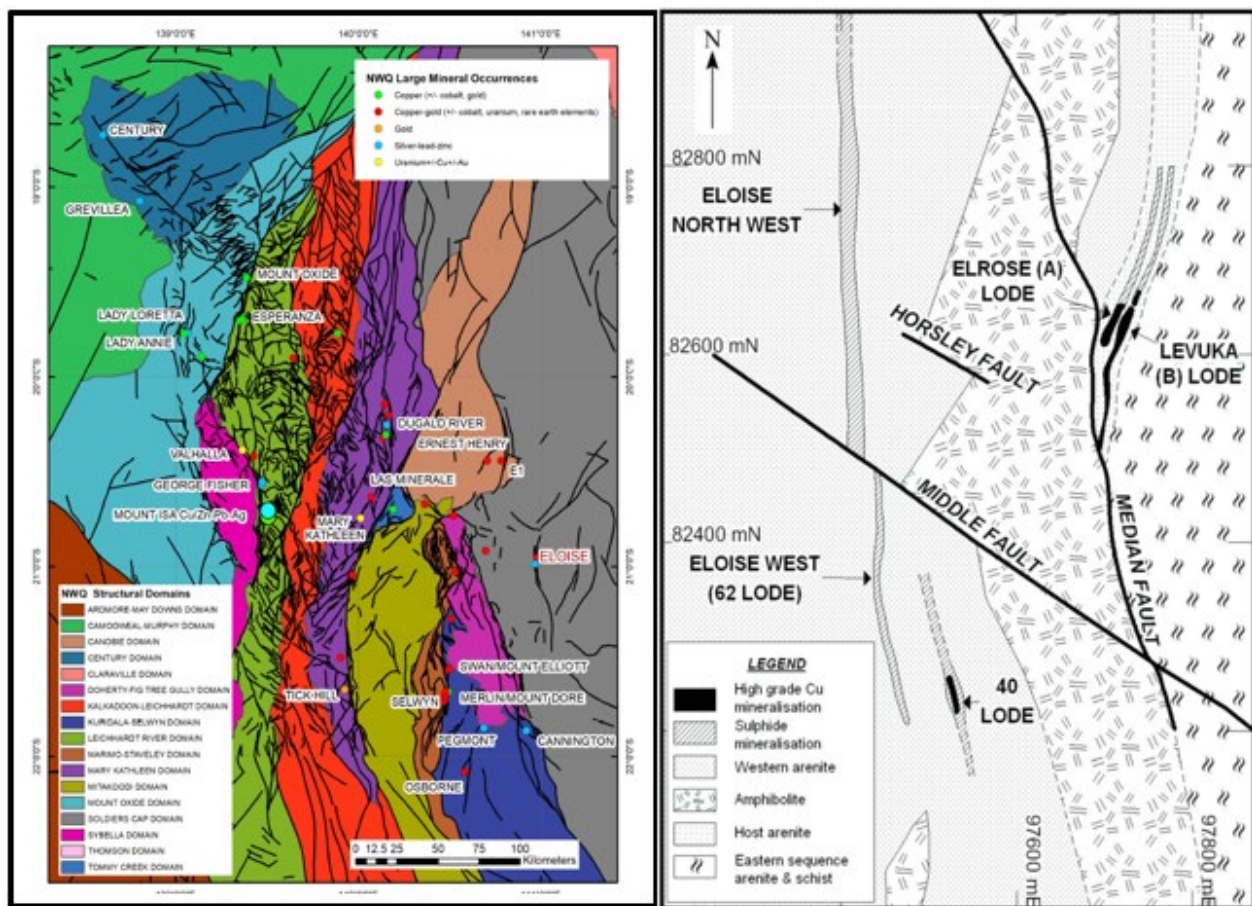 139°0'0"E
140°0'0"E
141°0'0"E
NWQ Large Mineral Occurrences
Copper (+/- cobalt, gold)
Copper-gold (+/- cobalt, uranium, rare earth elements)
Gold
Silver-lead-zinc
Uranium+/-Cu+/-Au
CENTURY
GREVILLEA
MOUNT OXIDE
LADY LORETTA
ESPERANZA
LADY ANNIE
DUGALD RIVER
ERNEST HENRY
E1
VALHALLA
LAS MINERALE
GEORGE FISHER
MOUNT ISA Cu/Zn,Pb,Ag
MARY
KATHLEEN
ELOISE
21°0'0"S
22°0'0"S
SWAN/MOUNT ELLIOTT
TICK-HILL
SELWYN
MERLIN/MOUNT DORE
PEGMONT
CANNINGTON
OSBORNE
0 12.5 25 50 75 100
Kilometers
NWQ Structural Domains
ARDMORE-MAY DOWNS DOMAIN
CAMOOWEAL-MURPHY DOMAIN
CANOBIE DOMAIN
CENTURY DOMAIN
CLARAVILLE DOMAIN
DOHERTY-FIG TREE GULLY DOMAIN
KALKADOON-LEICHHARDT DOMAIN
KURIDALA-SELWYN DOMAIN
LEICHHARDT RIVER DOMAIN
MARIMO-STAVELEY DOMAIN
MARY KATHLEEN DOMAIN
MITAKOODI DOMAIN
MOUNT OXIDE DOMAIN
SOLDIERS CAP DOMAIN
SYBELLA DOMAIN
THOMSON DOMAIN
TOMMY CREEK DOMAIN
N
82800 mN
ELOISE
NORTH WEST
ELROSE (A)
LODE
HORSLEY FAULT
82600 mN
LEVUKA
(B) LODE
MIDDLE FAULT
MEDIAN FAULT
82400 mN
ELOISE WEST
(62 LODE)
40
LODE
97600 mE
97800 mE
LEGEND
High grade Cu
mineralisation
Sulphide
mineralisation
Western arenite
Amphibolite
Host arenite
Eastern sequence
arenite & schist